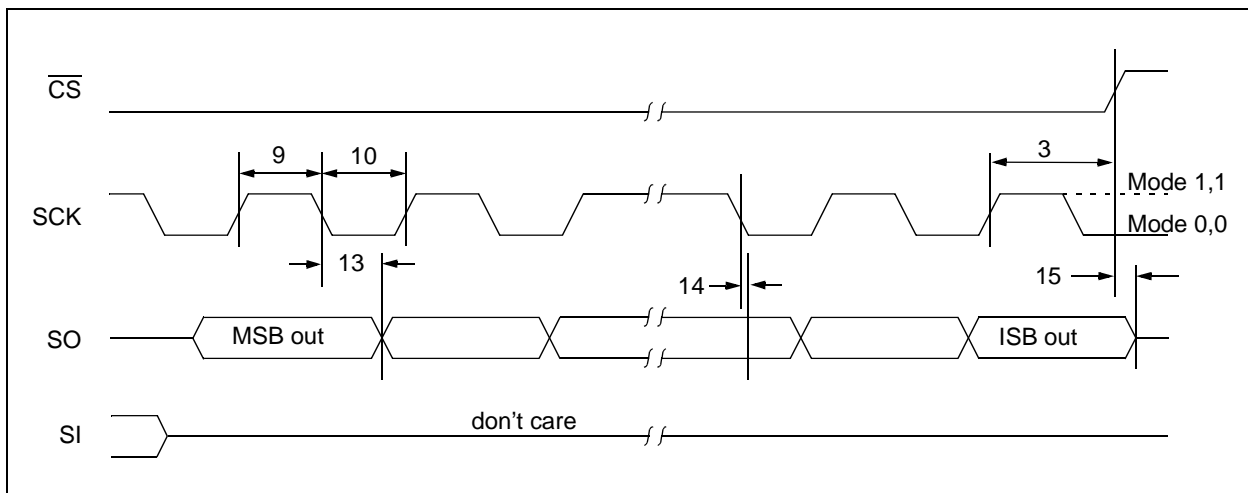 CS
9
10
3
Mode 1,1
SCK
Mode 0,0
13
14
15
SO
MSB out
ISB out
don't care
SI